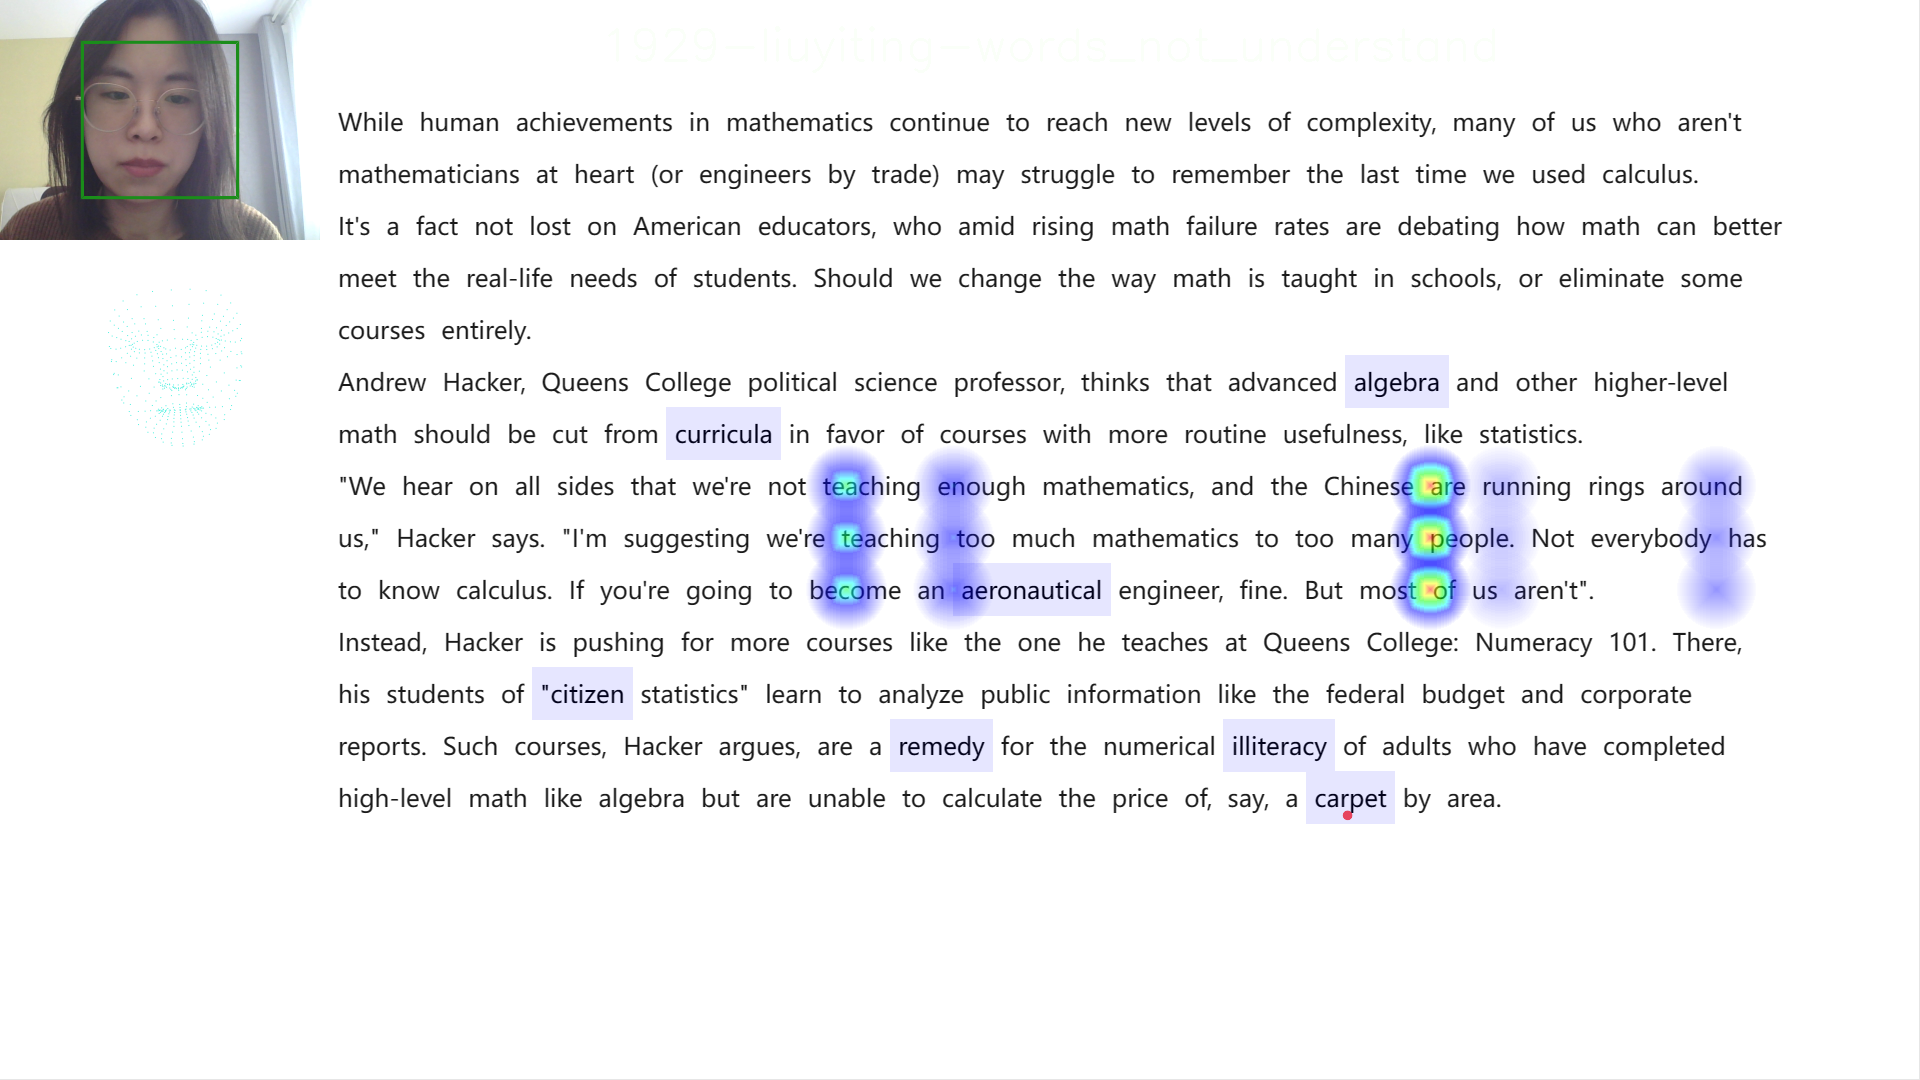 1929-liuyiting-words_not_understand
While human achievements in mathematics continue to reach new levels of complexity, many of us who aren't
mathematicians at heart (or engineers by trade) may struggle to remember the last time we used calculus.
It's a fact not lost on American educators, who amid rising math failure rates are debating how math can better
meet the real-life needs of students. Should we change the way math is taught in schools, or eliminate some
courses entirely.
Andrew Hacker, Queens College political science professor, thinks that advanced algebra and other higher-level
math should be cut from curricula in favor of courses with more routine usefulness, like statistics.
"We hear on all sides that we're not teaching enough mathematics, and the Chinese are running rings around
us," Hacker says. "I'm suggesting we're teaching too much mathematics to too many people. Not everybody has
to know calculus. If you're going to become an aeronautical engineer, fine. But most of us aren't".
Instead, Hacker is pushing for more courses like the one he teaches at Queens College: Numeracy 101. There,
his students of "citizen statistics" learn to analyze public information like the federal budget and corporate
reports. Such courses, Hacker argues, are a remedy for the numerical illiteracy of adults who have completed
high-level math like algebra but are unable to calculate the price of, say, a carpet by area.